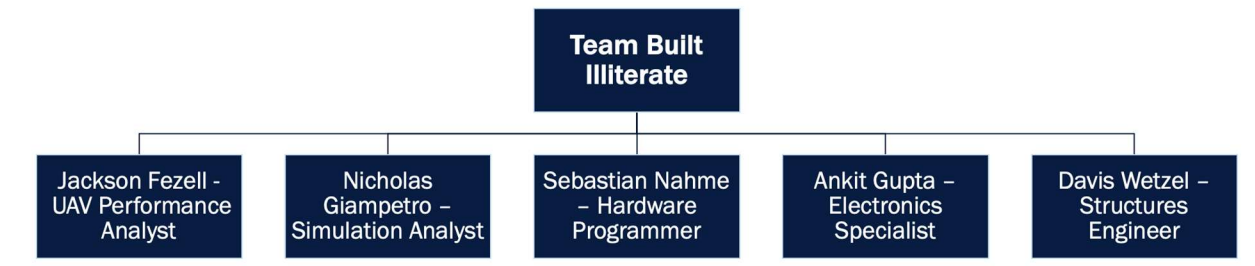 Team Built
Illiterate
Jackson Fezell -
UAV Performance
Analyst
Nicholas
Giampetro –
Simulation Analyst
Sebastian Nahme
– Hardware
Programmer
Ankit Gupta –
Electronics
Specialist
Davis Wetzel –
Structures
Engineer